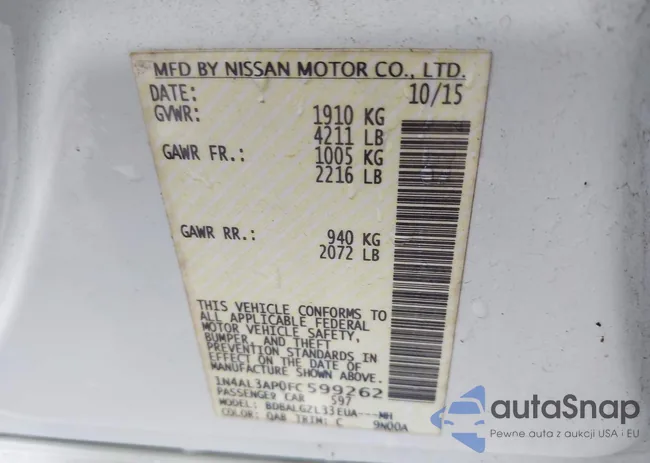 MFD BY NISSAN MOTOR CO., LTD.
DATE: 10/15
GVWR: 1910 KG
4211 LB
GAWR FR.: 1005 KG
2216 LB
GAWR RR.: 940 KG
2072 LB
THIS VEHICLE CONFORMS TO
ALL APPLICABLE FEDERAL
MOTOR VEHICLE SAFETY,
BUMPER, AND THEFT
PREVENTION STANDARDS IN
EFFECT ON THE DATE OF
MANUFACTURE SHOWN ABOVE.
1N4AL3AP0FC599262
PASSENGER CAR 597
MODEL: BDBALG2L33EUA---MH
COLOR: QAB TRIM: C 9N00A
autoSnap
Pewne auta z aukcji USA i EU